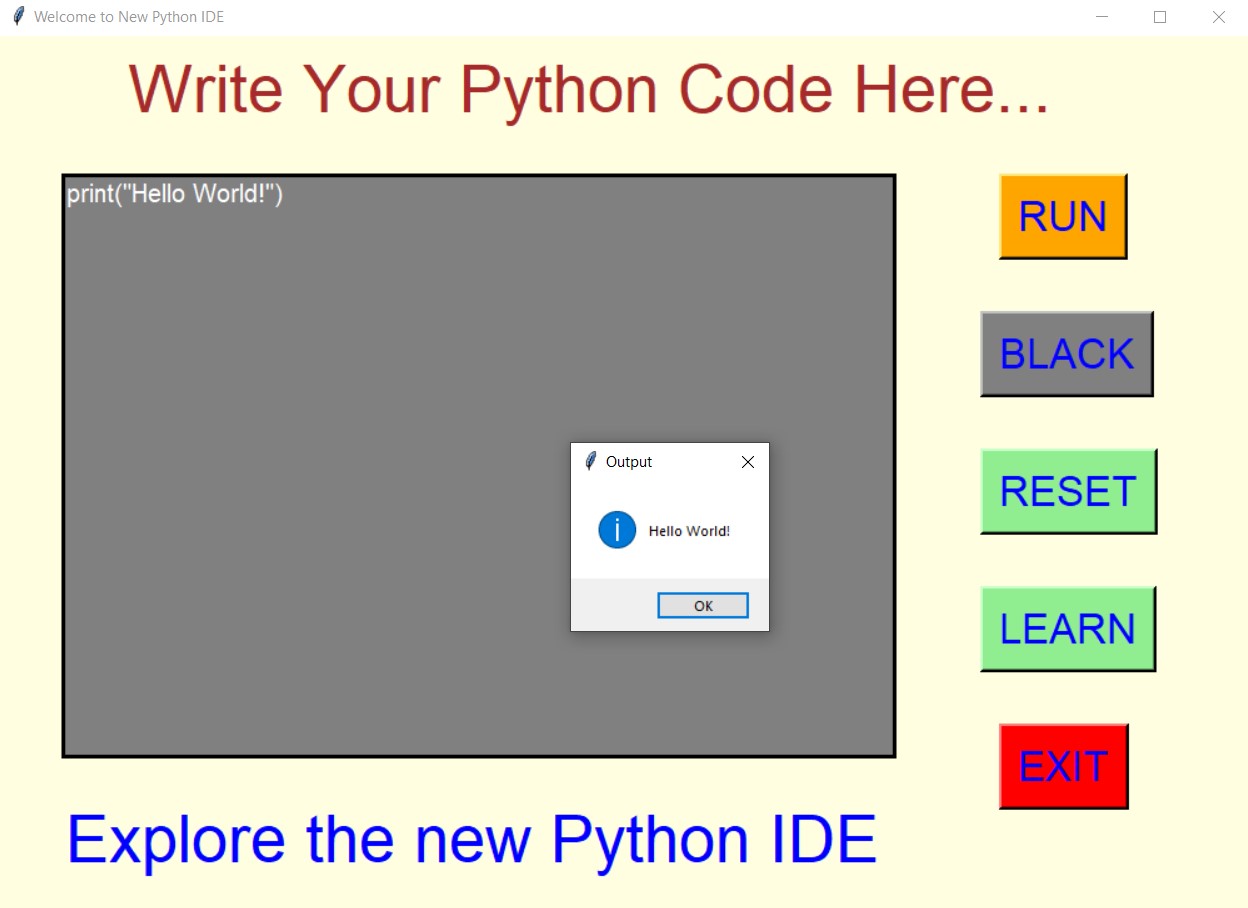 Welcome to New Python IDE
Write Your Python Code Here...
print("Hello World!")
RUN
BLACK
RESET
LEARN
EXIT
Output
i
Hello World!
OK
Explore the new Python IDE